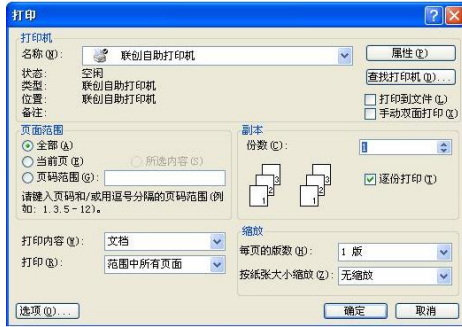 打印
打印机
名称(N): 联创自助打印机 属性(P)
状态: 空闲 查找打印机(D)...
类型: 联创自助打印机
位置: 联创自助打印机 打印到文件(L)
备注: 手动双面打印(X)
页面范围 副本
全部(A) 份数(C): 1
当前页(E) 所选内容(S)
页码范围(G): 逐份打印(T)
请键入页码和/或用逗号分隔的页码范围(例
如: 1.3.5-12)。
缩放
打印内容(W): 文档 每页的版数(H): 1 版
打印(R): 范围中所有页面 按纸张大小缩放(Z): 无缩放
选项(O)... 确定 取消